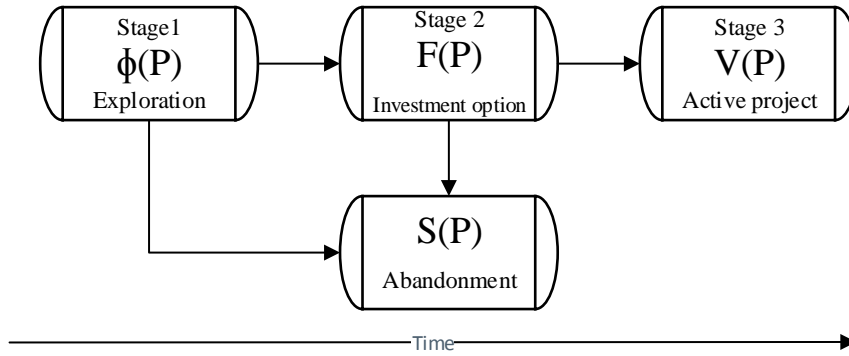 Stage1
ϕ(P)
Exploration
Stage 2
F(P)
Investment option
Stage 3
V(P)
Active project
S(P)
Abandonment
Time